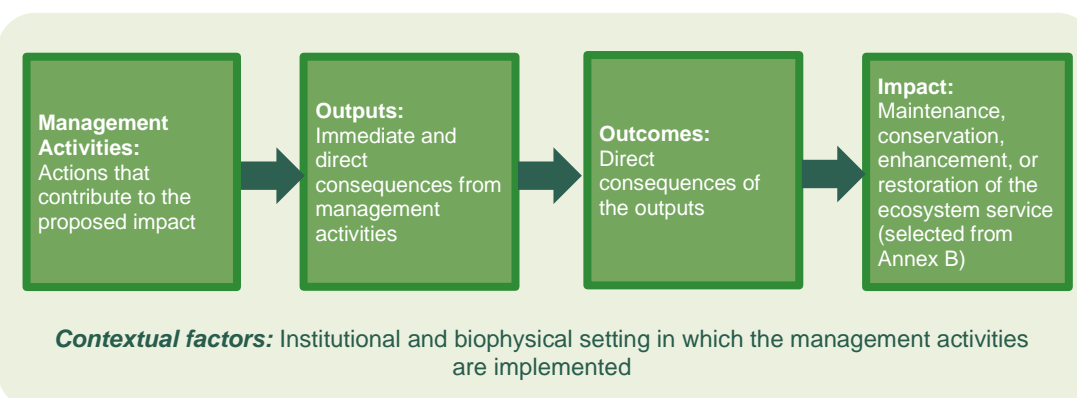 Management
Activities:
Actions that
contribute to the
proposed impact
Outputs:
Immediate and
direct
consequences from
management
activities
Outcomes:
Direct
consequences of
the outputs
Impact:
Maintenance,
conservation,
enhancement, or
restoration of the
ecosystem service
(selected from
Annex B)
Contextual factors: Institutional and biophysical setting in which the management activities
are implemented